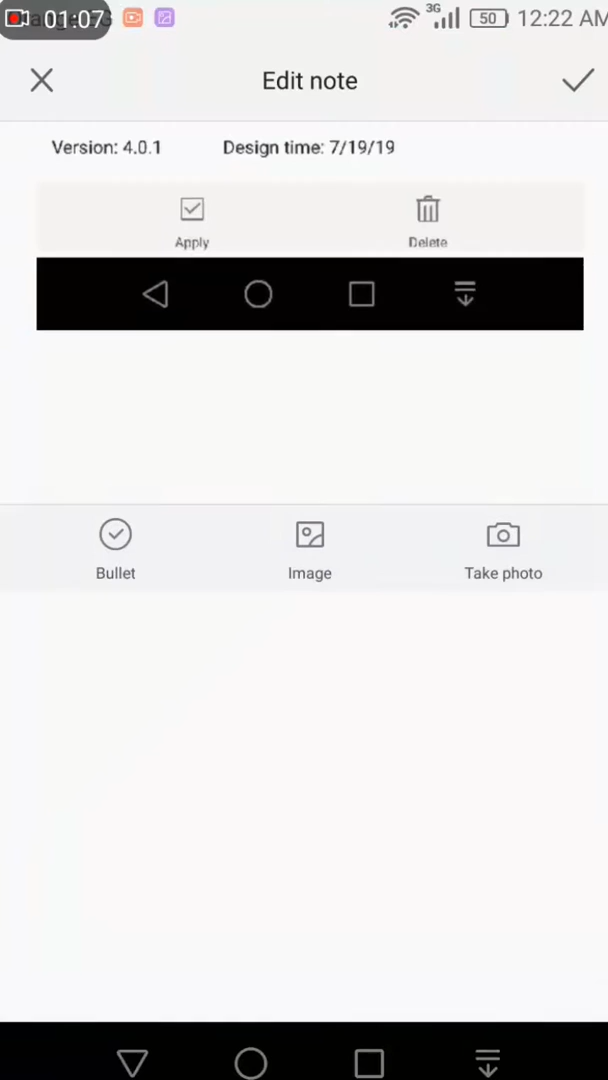 01:07 3G 50 12:22 AM
Edit note
Version: 4.0.1 Design time: 7/19/19
Apply Delete
Bullet Image Take photo